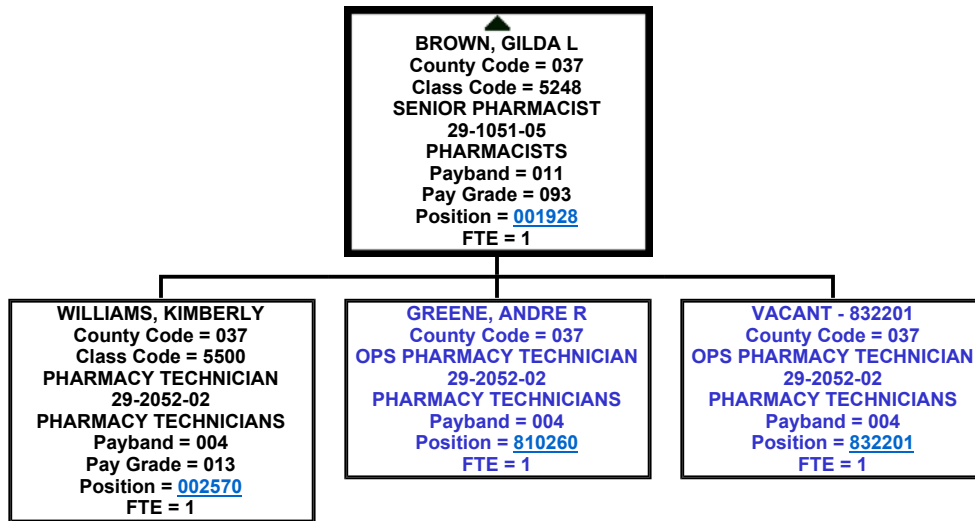 BROWN, GILDA L
County Code = 037
Class Code = 5248
SENIOR PHARMACIST
29-1051-05
PHARMACISTS
Payband = 011
Pay Grade = 093
Position = 001928
FTE = 1
WILLIAMS, KIMBERLY
County Code = 037
Class Code = 5500
PHARMACY TECHNICIAN
29-2052-02
PHARMACY TECHNICIANS
Payband = 004
Pay Grade = 013
Position = 002570
FTE = 1
GREENE, ANDRE R
County Code = 037
OPS PHARMACY TECHNICIAN
29-2052-02
PHARMACY TECHNICIANS
Payband = 004
Position = 810260
FTE = 1
VACANT - 832201
County Code = 037
OPS PHARMACY TECHNICIAN
29-2052-02
PHARMACY TECHNICIANS
Payband = 004
Position = 832201
FTE = 1